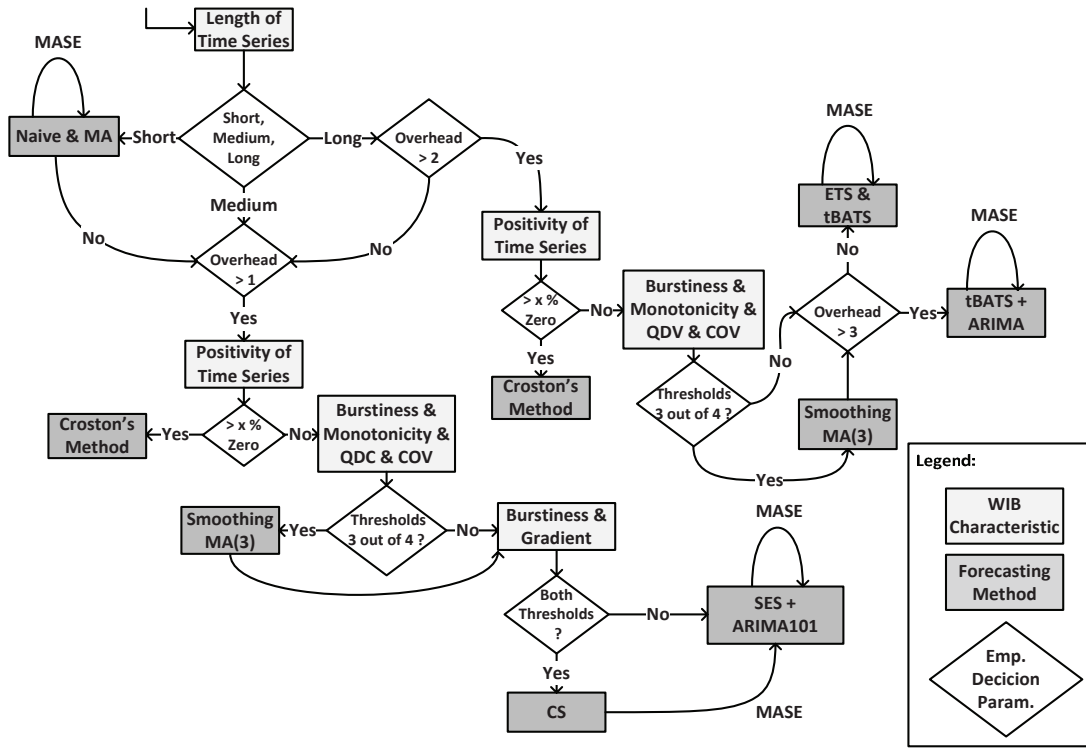 Length of
Time Series
MASE
Naive & MA
Short
Short,
Medium,
Long
Long
Overhead
> 2
Yes
Medium
No
No
Overhead
> 1
Yes
Positivity of
Time Series
> x %
Zero
No
Yes
Croston's
Method
Burstiness &
Monotonicity &
QDV & COV
Thresholds
3 out of 4 ?
No
Yes
Smoothing
MA(3)
Overhead
> 3
No
ETS &
tBATS
MASE
Yes
tBATS +
ARIMA
MASE
Positivity of
Time Series
> x %
Zero
Yes
Croston's
Method
No
Burstiness &
Monotonicity &
QDC & COV
Thresholds
3 out of 4 ?
Yes
Smoothing
MA(3)
No
Burstiness &
Gradient
Both
Thresholds
?
No
SES +
ARIMA101
MASE
Yes
CS
MASE
Legend:
WIB
Characteristic
Forecasting
Method
Emp.
Decicion
Param.